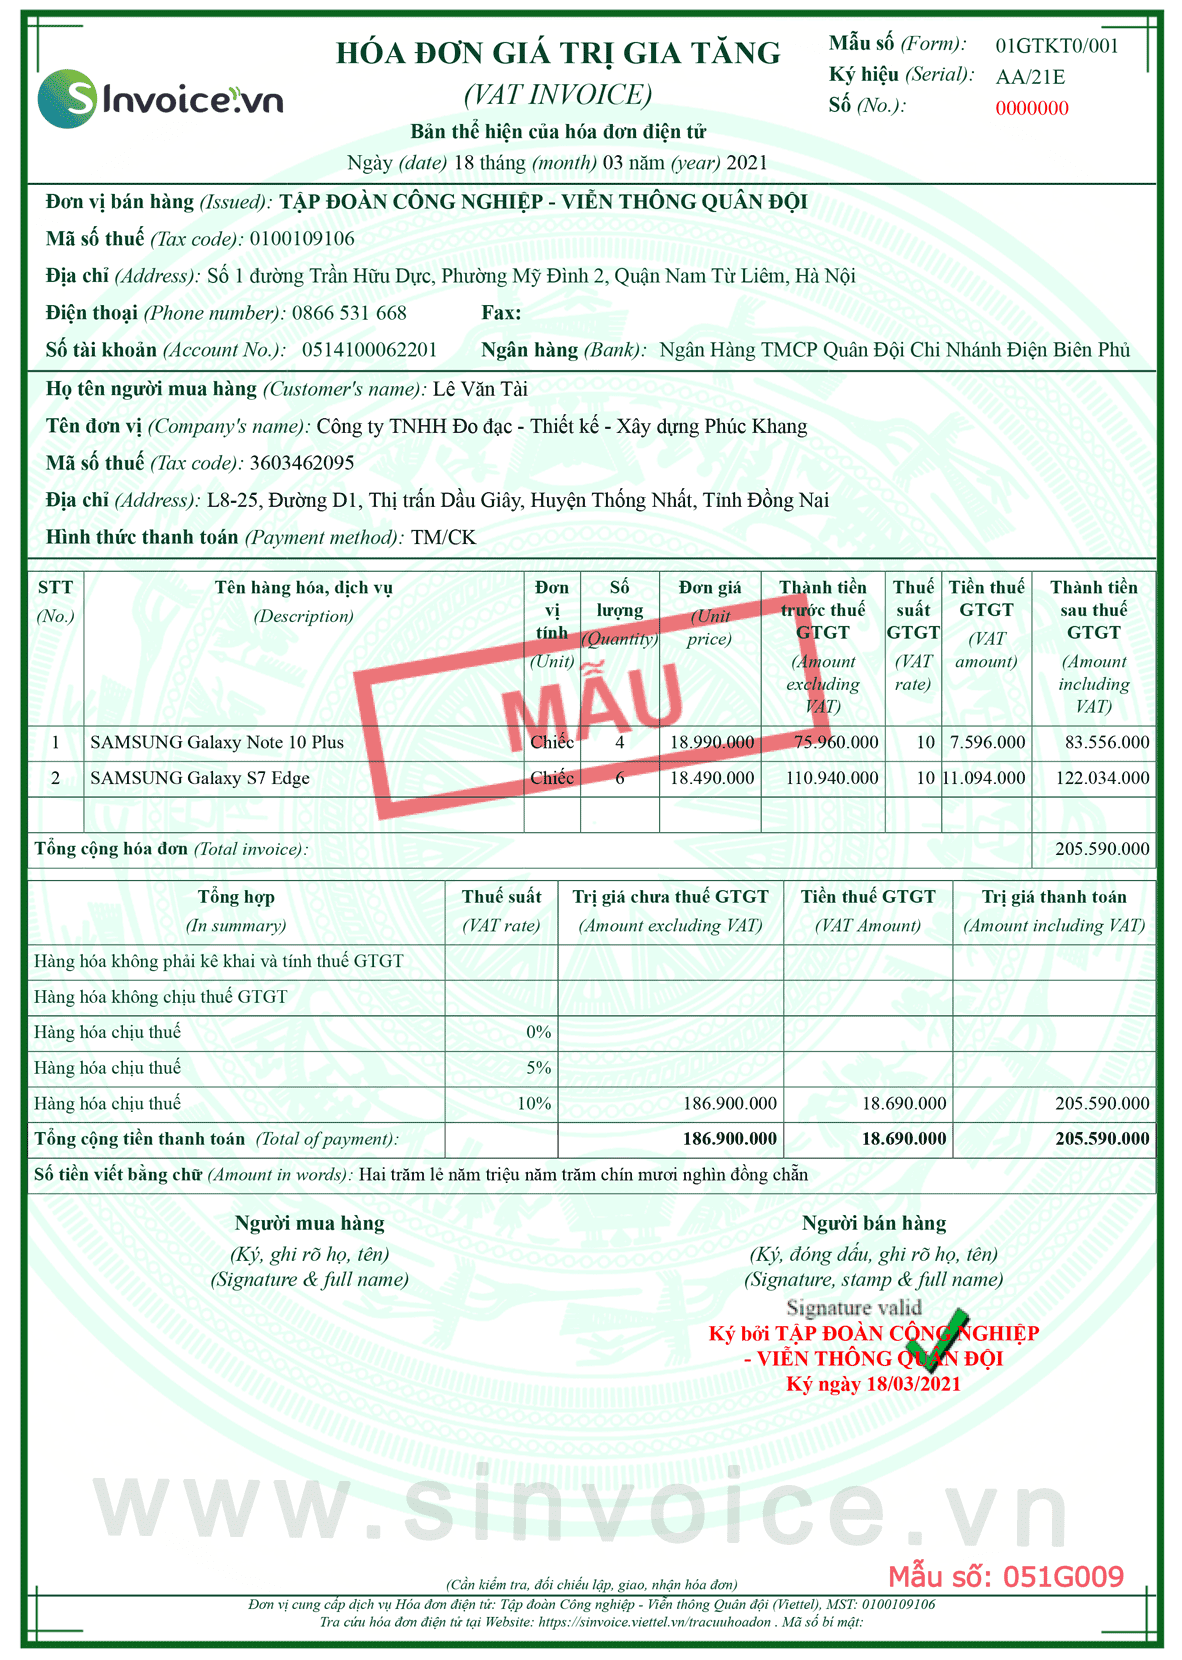 HÓA ĐƠN GIÁ TRỊ GIA TĂNG
(VAT INVOICE)
Bản thể hiện của hóa đơn điện tử
Ngày (date) 18 tháng (month) 03 năm (year) 2021
Mẫu số (Form): 01GTKT0/001
Ký hiệu (Serial): AA/21E
Số (No.): 0000000
SInvoice.vn
Đơn vị bán hàng (Issued): TẬP ĐOÀN CÔNG NGHIỆP - VIỄN THÔNG QUÂN ĐỘI
Mã số thuế (Tax code): 0100109106
Địa chỉ (Address): Số 1 đường Trần Hữu Dực, Phường Mỹ Đình 2, Quận Nam Từ Liêm, Hà Nội
Điện thoại (Phone number): 0866 531 668 Fax:
Số tài khoản (Account No.): 0514100062201 Ngân hàng (Bank): Ngân Hàng TMCP Quân Đội Chi Nhánh Điện Biên Phủ
Họ tên người mua hàng (Customer's name): Lê Văn Tài
Tên đơn vị (Company's name): Công ty TNHH Đo đạc - Thiết kế - Xây dựng Phúc Khang
Mã số thuế (Tax code): 3603462095
Địa chỉ (Address): L8-25, Đường D1, Thị trấn Dầu Giây, Huyện Thống Nhất, Tỉnh Đồng Nai
Hình thức thanh toán (Payment method): TM/CK
STT
(No.)
Tên hàng hóa, dịch vụ
(Description)
Đơn
vị
tính
(Unit)
Số
lượng
(Quantity)
Đơn giá
(Unit
price)
Thành tiền
trước thuế
GTGT
(Amount
excluding
VAT)
Thuế
suất
GTGT
(VAT
rate)
Tiền thuế
GTGT
(VAT
amount)
Thành tiền
sau thuế
GTGT
(Amount
including
VAT)
MẪU
1 SAMSUNG Galaxy Note 10 Plus Chiếc 4 18.990.000 75.960.000 10 7.596.000 83.556.000
2 SAMSUNG Galaxy S7 Edge Chiếc 6 18.490.000 110.940.000 10 11.094.000 122.034.000
Tổng cộng hóa đơn (Total invoice): 205.590.000
Tổng hợp Thuế suất Trị giá chưa thuế GTGT Tiền thuế GTGT Trị giá thanh toán
(In summary) (VAT rate) (Amount excluding VAT) (VAT Amount) (Amount including VAT)
Hàng hóa không phải kê khai và tính thuế GTGT
Hàng hóa không chịu thuế GTGT
Hàng hóa chịu thuế 0%
Hàng hóa chịu thuế 5%
Hàng hóa chịu thuế 10% 186.900.000 18.690.000 205.590.000
Tổng cộng tiền thanh toán (Total of payment): 186.900.000 18.690.000 205.590.000
Số tiền viết bằng chữ (Amount in words): Hai trăm lẻ năm triệu năm trăm chín mươi nghìn đồng chẵn
Người mua hàng
(Ký, ghi rõ họ, tên)
(Signature & full name)
Người bán hàng
(Ký, đóng dấu, ghi rõ họ, tên)
(Signature, stamp & full name)
Signature valid
Ký bởi TẬP ĐOÀN CÔNG NGHIỆP
- VIỄN THÔNG QUÂN ĐỘI
Ký ngày 18/03/2021
www.sinvoice.vn
Mẫu số: 051G009
(Cần kiểm tra, đối chiếu lập, giao, nhận hóa đơn)
Đơn vị cung cấp dịch vụ Hóa đơn điện tử: Tập đoàn Công nghiệp - Viễn thông Quân đội (Viettel), MST: 0100109106
Tra cứu hóa đơn điện tử tại Website: https://sinvoice.viettel.vn/tracuuhoadon . Mã số bí mật: